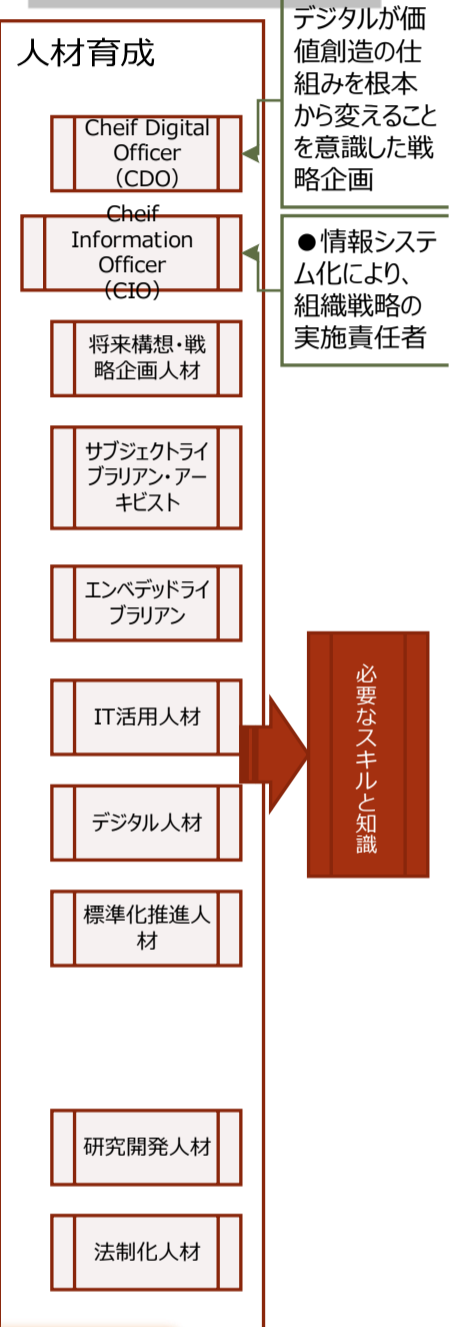 人材育成
デジタルが価
値創造の仕
組みを根本
から変えること
を意識した戦
略企画
Cheif Digital
Officer
（CDO）
Cheif
Information
Officer
（CIO）
●情報システ
ム化により、
組織戦略の
実施責任者
将来構想・戦
略企画人材
サブジェクトライ
ブラリアン・アー
キビスト
エンベデッドライ
ブラリアン
IT活用人材
必要なスキルと知識
デジタル人材
標準化推進人
材
研究開発人材
法制化人材